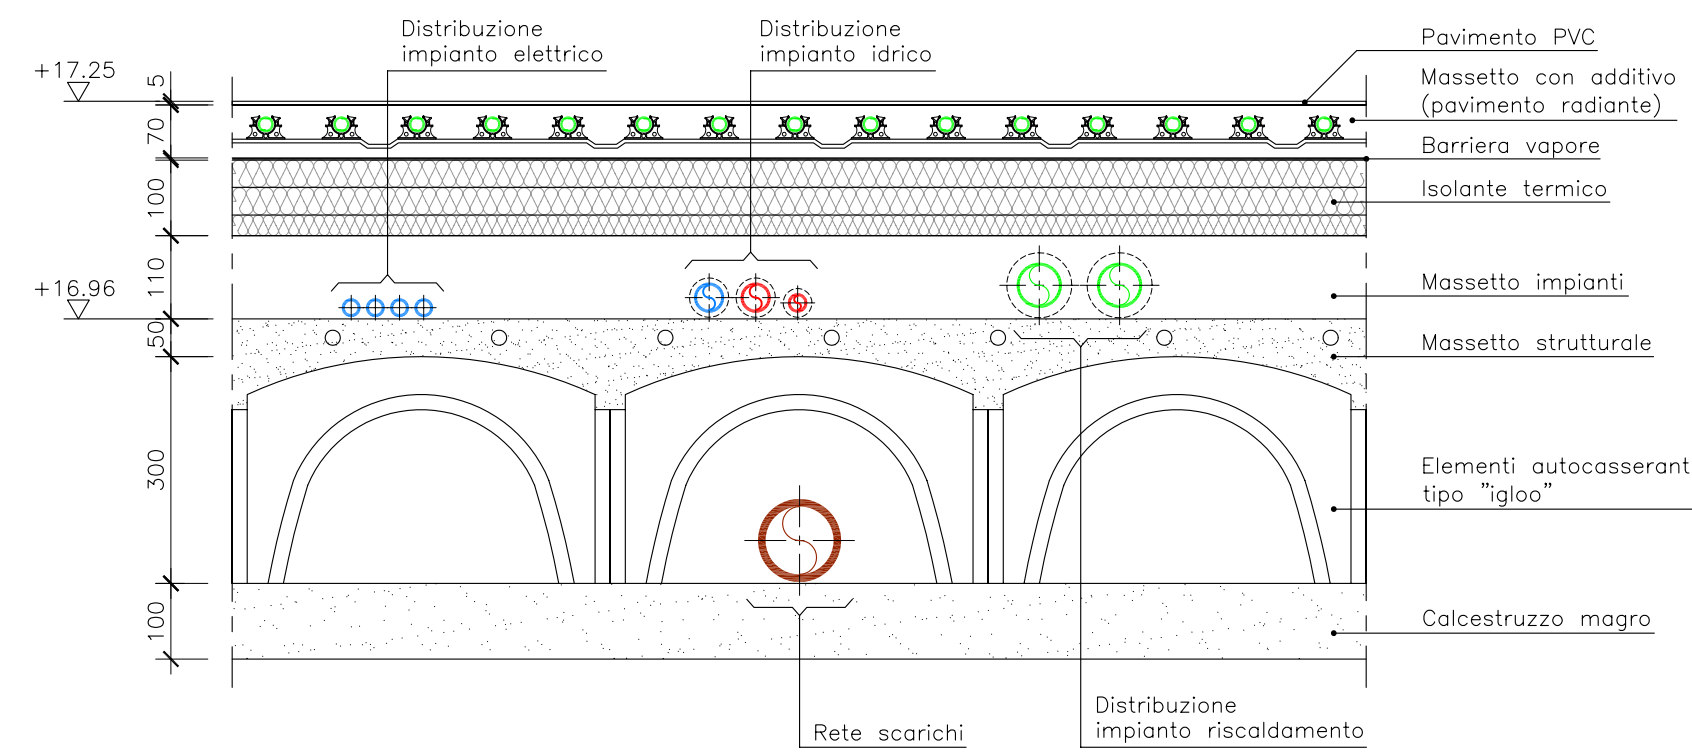 Distribuzione
impianto elettrico
Distribuzione
impianto idrico
Pavimento PVC
+17.25
5
Massetto con additivo
(pavimento radiante)
70
Barriera vapore
100
Isolante termico
+16.96
110
Massetto impianti
50
Massetto strutturale
300
Elementi autocasserant
tipo "igloo"
100
Calcestruzzo magro
Rete scarichi
Distribuzione
impianto riscaldamento